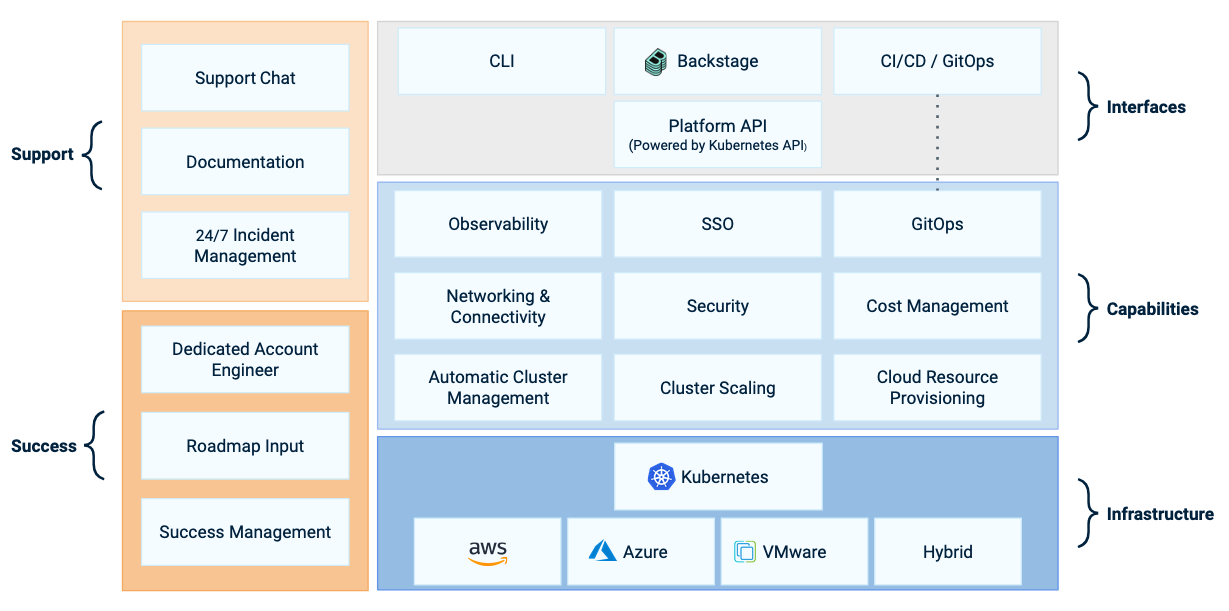 Support
Support Chat
Documentation
24/7 Incident
Management
Success
Dedicated Account
Engineer
Roadmap Input
Success Management
CLI
Backstage
CI/CD / GitOps
Platform API
(Powered by Kubernetes API)
Interfaces
Observability
SSO
GitOps
Networking &
Connectivity
Security
Cost Management
Automatic Cluster
Management
Cluster Scaling
Cloud Resource
Provisioning
Capabilities
Kubernetes
aws
Azure
VMware
Hybrid
Infrastructure